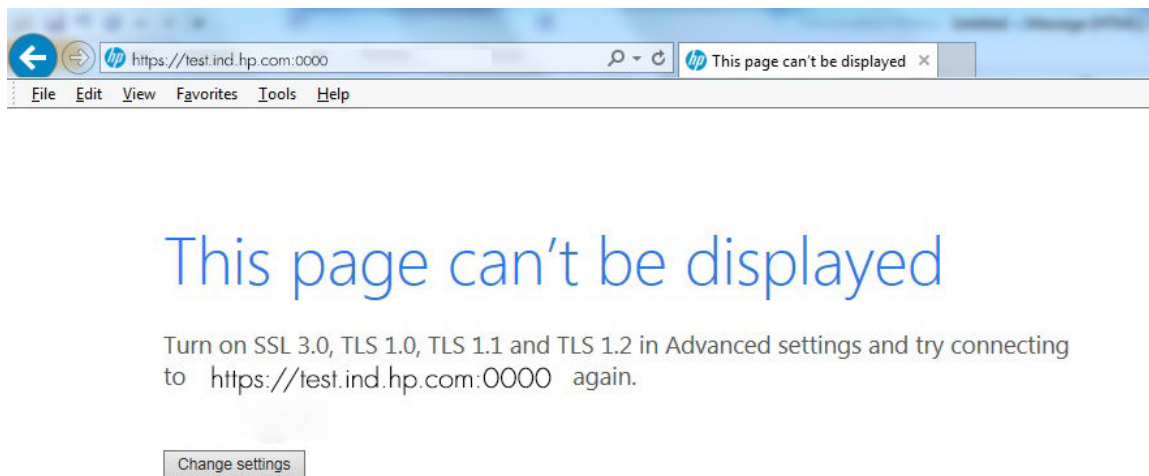 hp https://test.ind.hp.com:0000 hp This page can't be displayed
File Edit View Favorites Tools Help
This page can't be displayed
Turn on SSL 3.0, TLS 1.0, TLS 1.1 and TLS 1.2 in Advanced settings and try connecting
to https://test.ind.hp.com:0000 again.
Change settings